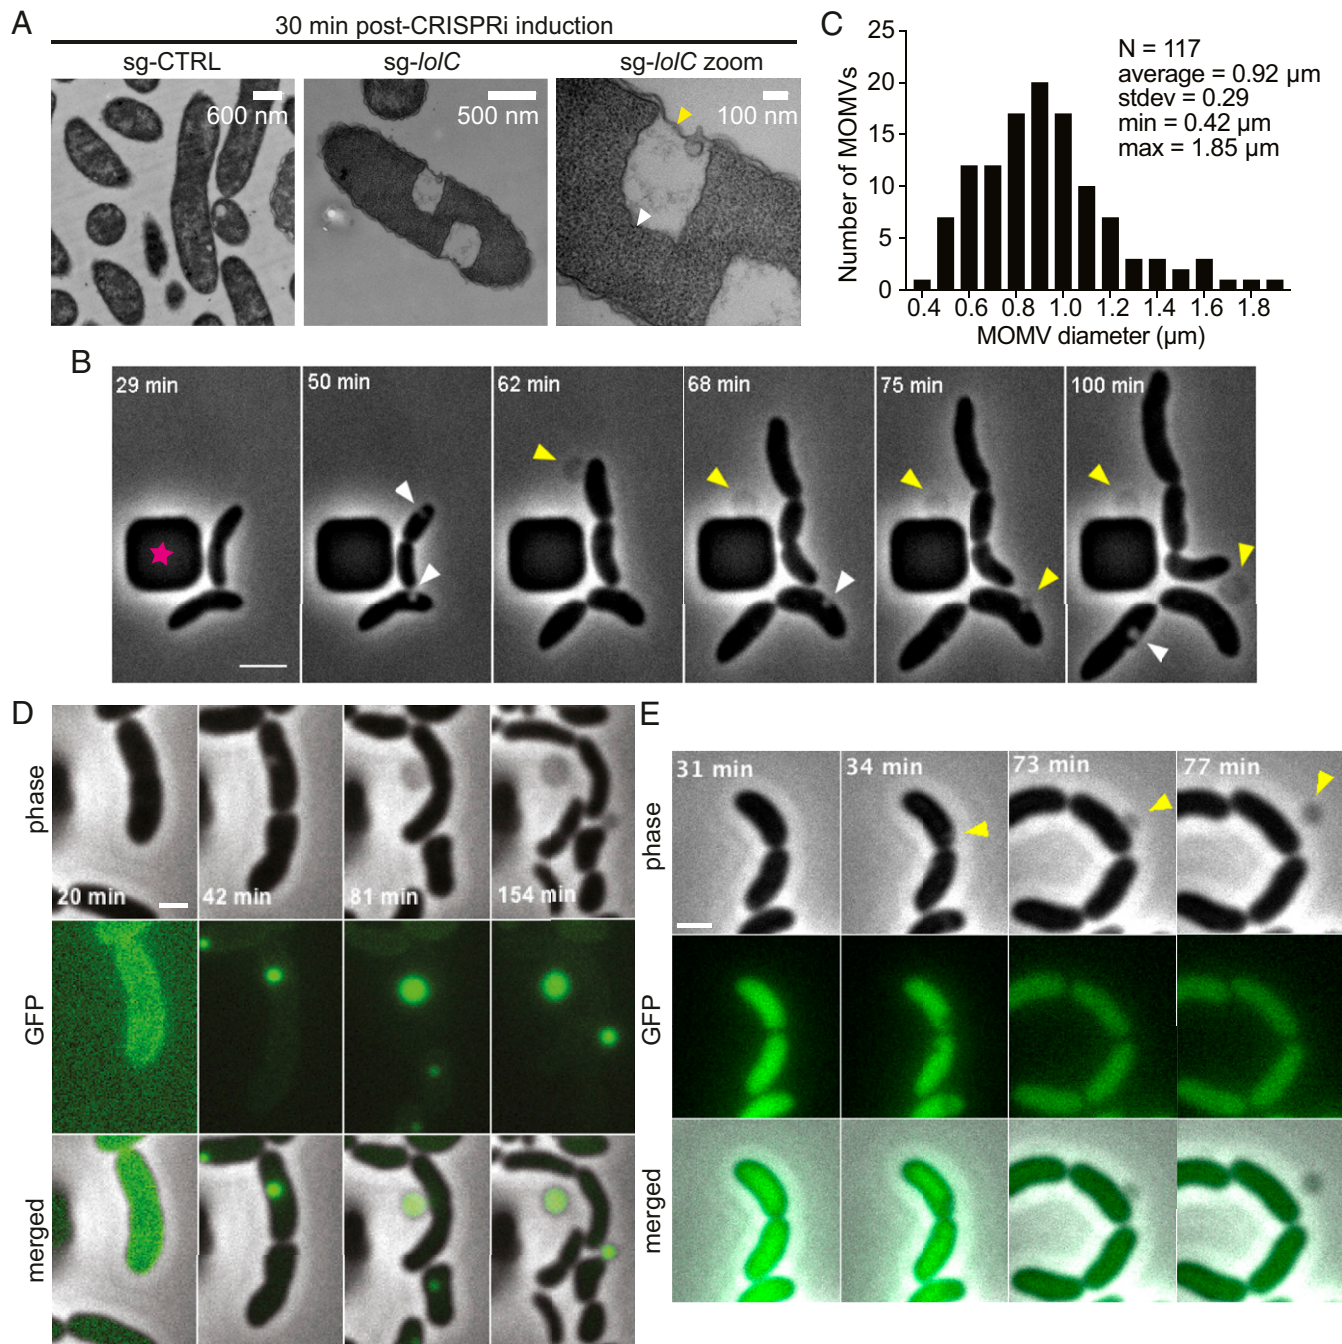 A
30 min post-CRISPRi induction
sg-CTRL
sg-lolC
sg-lolC zoom
600 nm
500 nm
100 nm
C
N = 117
average = 0.92 µm
stdev = 0.29
min = 0.42 µm
max = 1.85 µm
Number of MOMVs
25
20
15
10
5
0
0.4 0.6 0.8 1.0 1.2 1.4 1.6 1.8
MOMV diameter (µm)
B
29 min
50 min
62 min
68 min
75 min
100 min
D
phase
20 min
42 min
81 min
154 min
GFP
merged
E
phase
31 min
34 min
73 min
77 min
GFP
merged